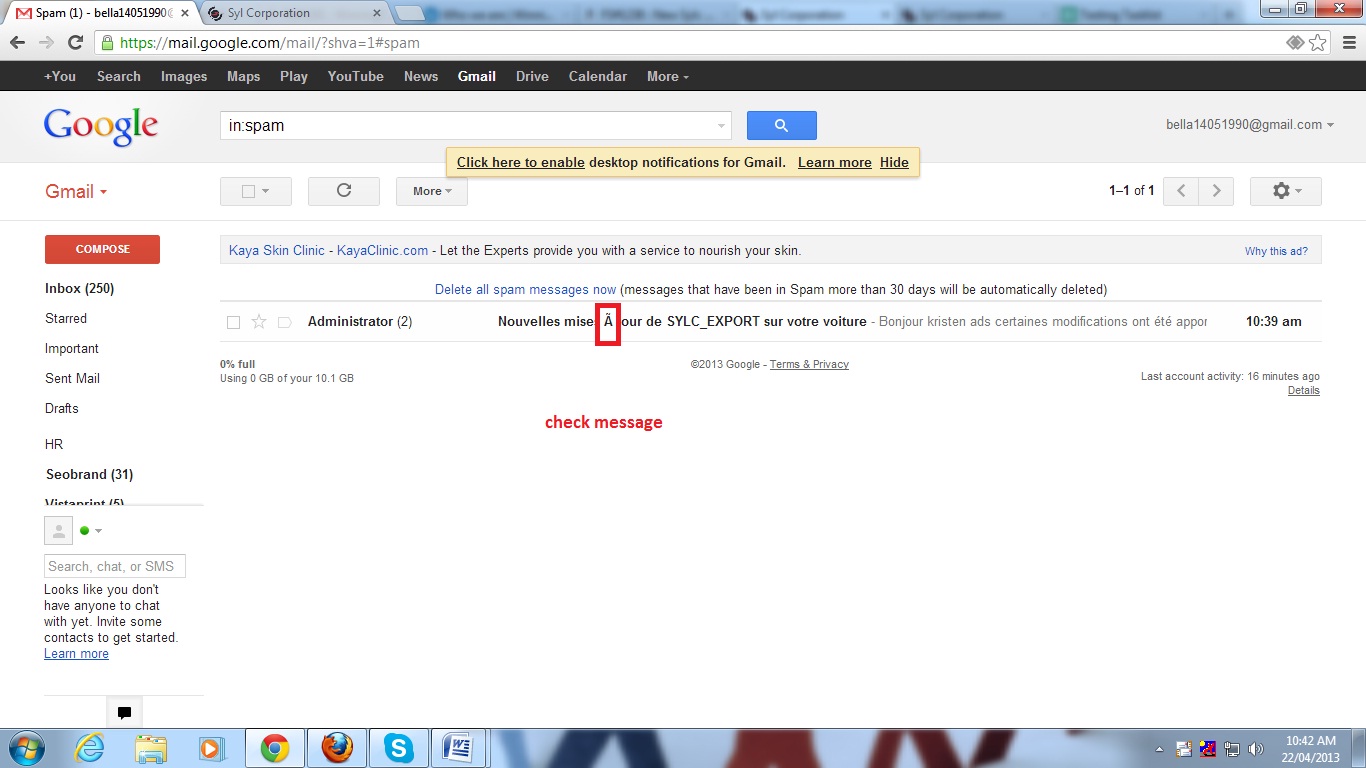 Spam (1) - bella14051990@
Syl Corporation
https://mail.google.com/mail/?shva=1#spam
+You Search Images Maps Play YouTube News Gmail Drive Calendar More
Google
in:spam
bella14051990@gmail.com
Click here to enable desktop notifications for Gmail. Learn more Hide
Gmail
More
1–1 of 1
COMPOSE
Kaya Skin Clinic - KayaClinic.com - Let the Experts provide you with a service to nourish your skin.
Why this ad?
Inbox (250)
Starred
Important
Sent Mail
Drafts
HR
Seobrand (31)
Vistaprint (5)
Delete all spam messages now (messages that have been in Spam more than 30 days will be automatically deleted)
Administrator (2) Nouvelles mises à jour de SYLC_EXPORT sur votre voiture - Bonjour kristen ads certaines modifications ont été appor 10:39 am
0% full
Using 0 GB of your 10.1 GB
©2013 Google - Terms & Privacy
Last account activity: 16 minutes ago
Details
check message
Search, chat, or SMS
Looks like you don't
have anyone to chat
with yet. Invite some
contacts to get started.
Learn more
10:42 AM
22/04/2013